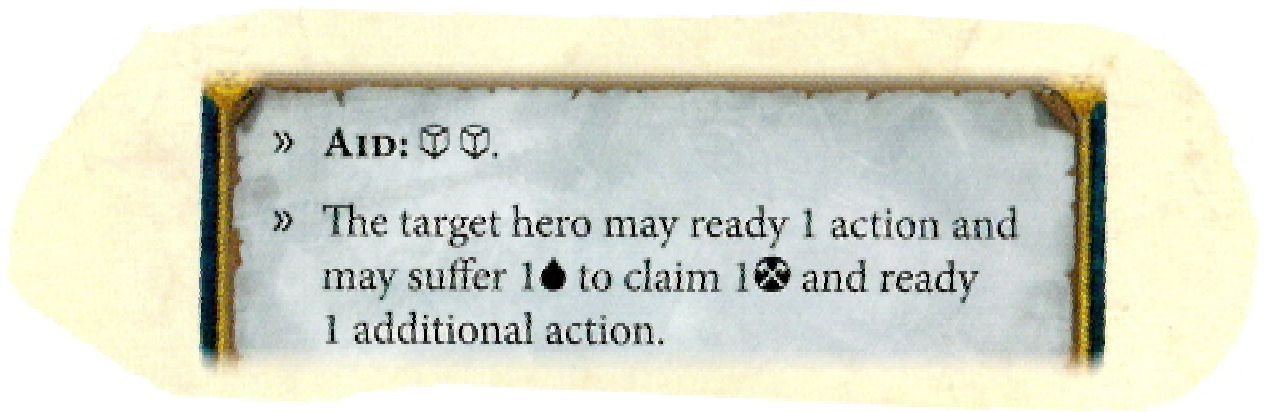 » AID: .
» The target hero may ready 1 action and
may suffer 1 to claim 1 and ready
1 additional action.